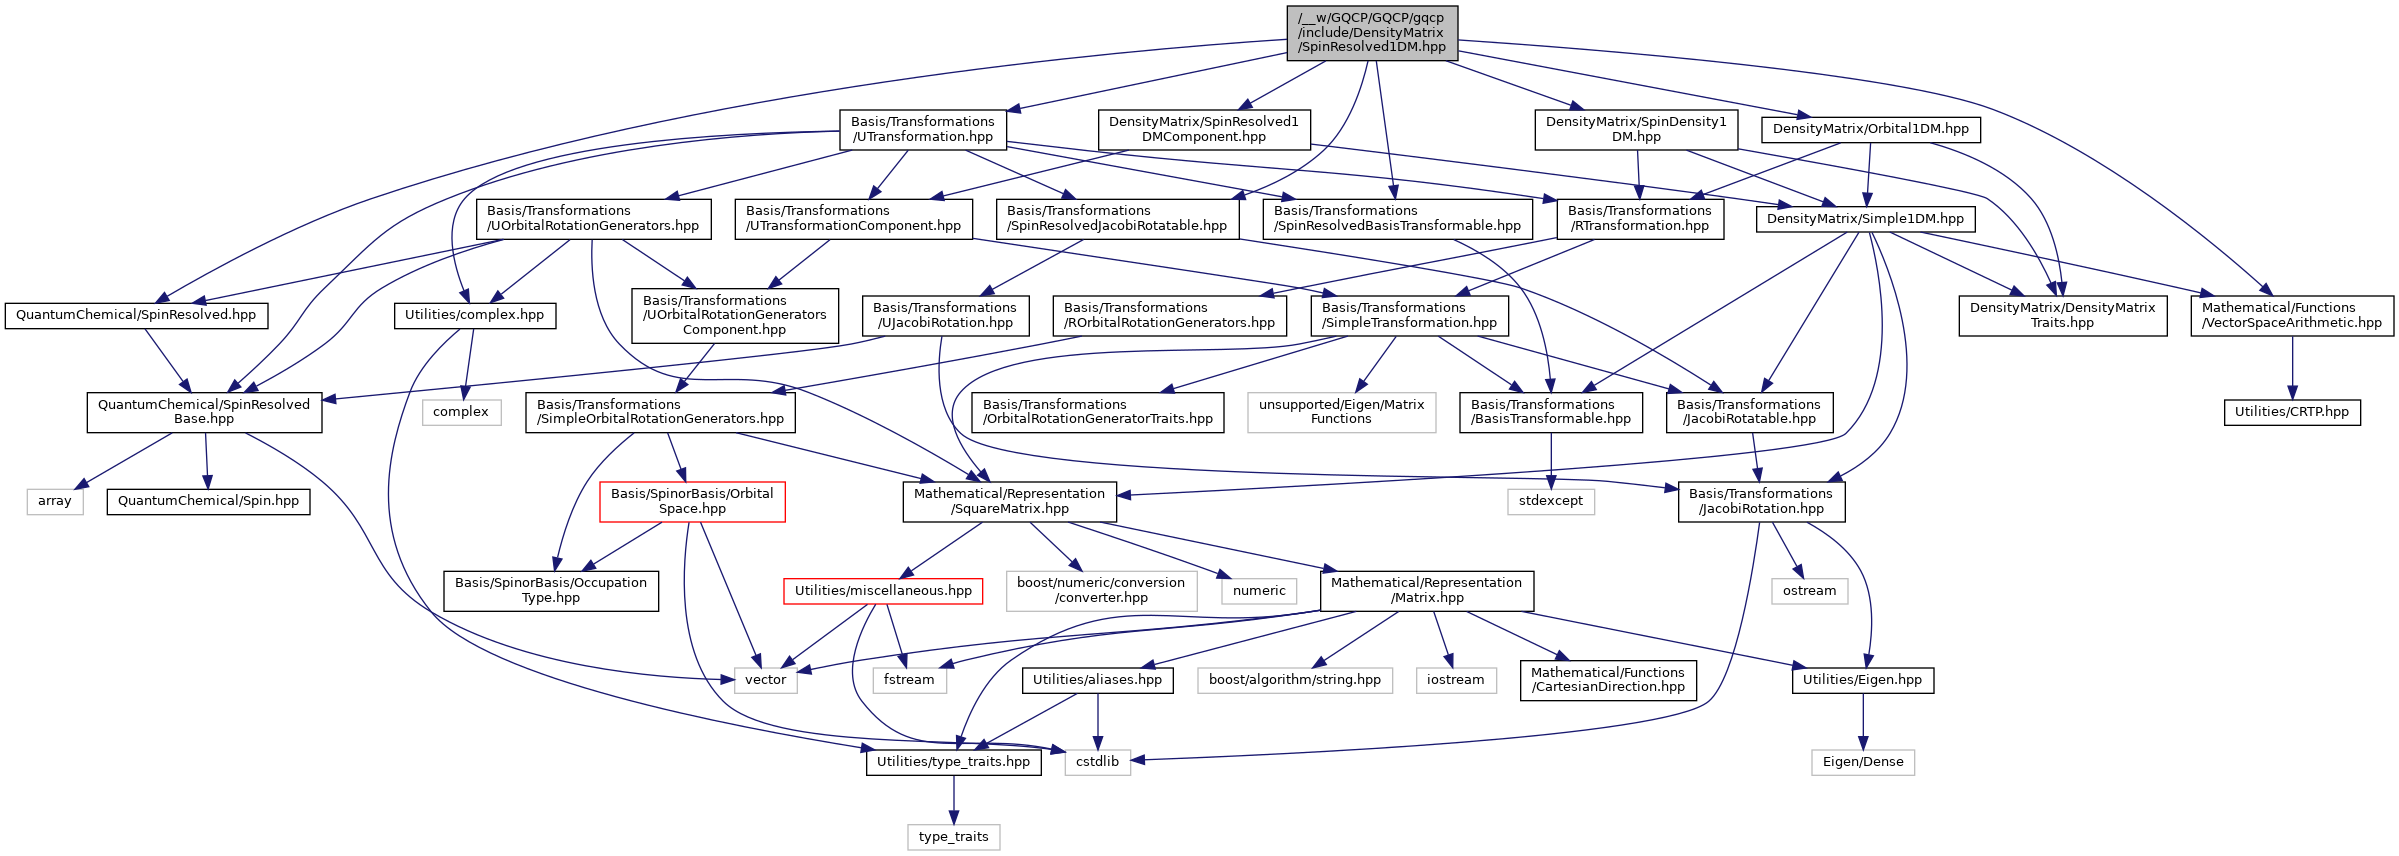 /__w/GQCP/GQCP/gqcp
/include/DensityMatrix
/SpinResolved1DM.hpp
Basis/Transformations
/UTransformation.hpp
DensityMatrix/SpinResolved1
DMComponent.hpp
DensityMatrix/SpinDensity1
DM.hpp
DensityMatrix/Orbital1DM.hpp
Basis/Transformations
/UOrbitalRotationGenerators.hpp
Basis/Transformations
/UTransformationComponent.hpp
Basis/Transformations
/SpinResolvedJacobiRotatable.hpp
Basis/Transformations
/SpinResolvedBasisTransformable.hpp
Basis/Transformations
/RTransformation.hpp
DensityMatrix/Simple1DM.hpp
QuantumChemical/SpinResolved.hpp
Utilities/complex.hpp
Basis/Transformations
/UOrbitalRotationGenerators
Component.hpp
Basis/Transformations
/UJacobiRotation.hpp
Basis/Transformations
/ROrbitalRotationGenerators.hpp
Basis/Transformations
/SimpleTransformation.hpp
DensityMatrix/DensityMatrix
Traits.hpp
Mathematical/Functions
/VectorSpaceArithmetic.hpp
QuantumChemical/SpinResolved
Base.hpp
complex
Basis/Transformations
/SimpleOrbitalRotationGenerators.hpp
Basis/Transformations
/OrbitalRotationGeneratorTraits.hpp
unsupported/Eigen/Matrix
Functions
Basis/Transformations
/BasisTransformable.hpp
Basis/Transformations
/JacobiRotatable.hpp
Utilities/CRTP.hpp
array
QuantumChemical/Spin.hpp
Basis/SpinorBasis/Orbital
Space.hpp
Mathematical/Representation
/SquareMatrix.hpp
stdexcept
Basis/Transformations
/JacobiRotation.hpp
Basis/SpinorBasis/Occupation
Type.hpp
Utilities/miscellaneous.hpp
boost/numeric/conversion
/converter.hpp
numeric
Mathematical/Representation
/Matrix.hpp
ostream
vector
fstream
Utilities/aliases.hpp
boost/algorithm/string.hpp
iostream
Mathematical/Functions
/CartesianDirection.hpp
Utilities/Eigen.hpp
Utilities/type_traits.hpp
cstdlib
Eigen/Dense
type_traits